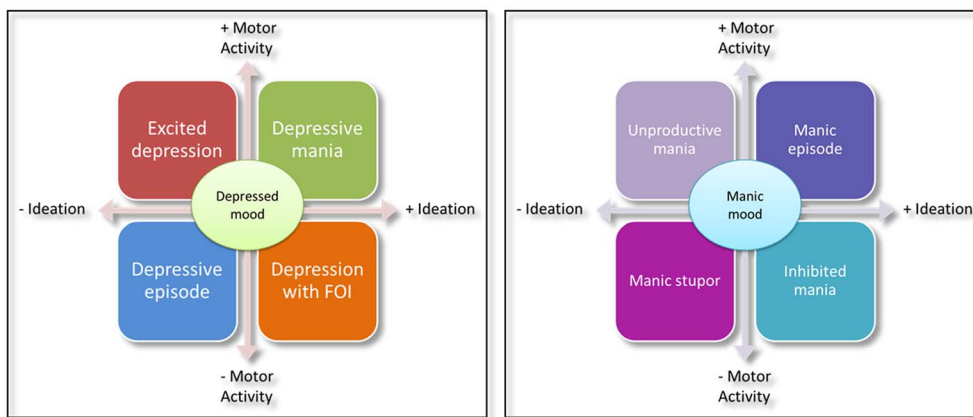 + Motor
Activity
Excited
depression
Depressive
mania
Depressed
mood
- Ideation
+ Ideation
Depressive
episode
Depression
with FOI
- Motor
Activity
+ Motor
Activity
Unproductive
mania
Manic
episode
Manic
mood
- Ideation
+ Ideation
Manic stupor
Inhibited
mania
- Motor
Activity